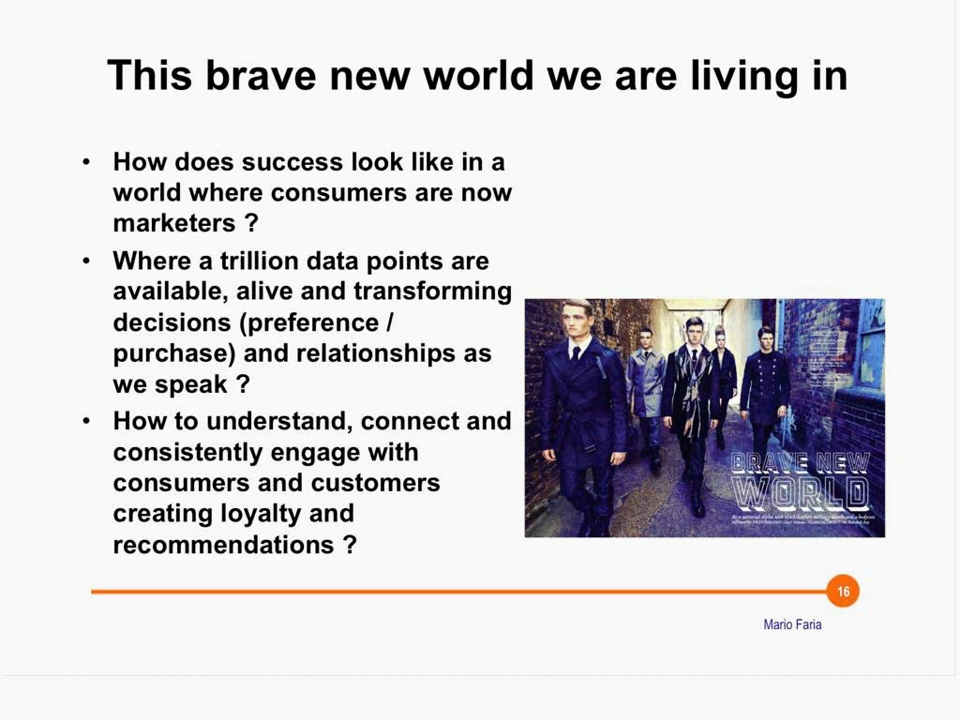 This brave new world we are living in
• How does success look like in a
world where consumers are now
marketers ?
• Where a trillion data points are
available, alive and transforming
decisions (preference /
purchase) and relationships as
we speak ?
• How to understand, connect and
consistently engage with
consumers and customers
creating loyalty and
recommendations ?
BRAVE NEW
WORLD
16
Mario Faria